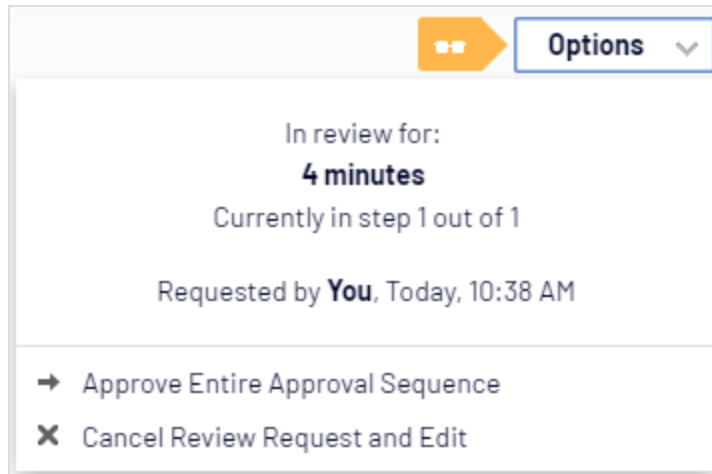 Options
In review for:
4 minutes
Currently in step 1 out of 1
Requested by You, Today, 10:38 AM
Approve Entire Approval Sequence
Cancel Review Request and Edit